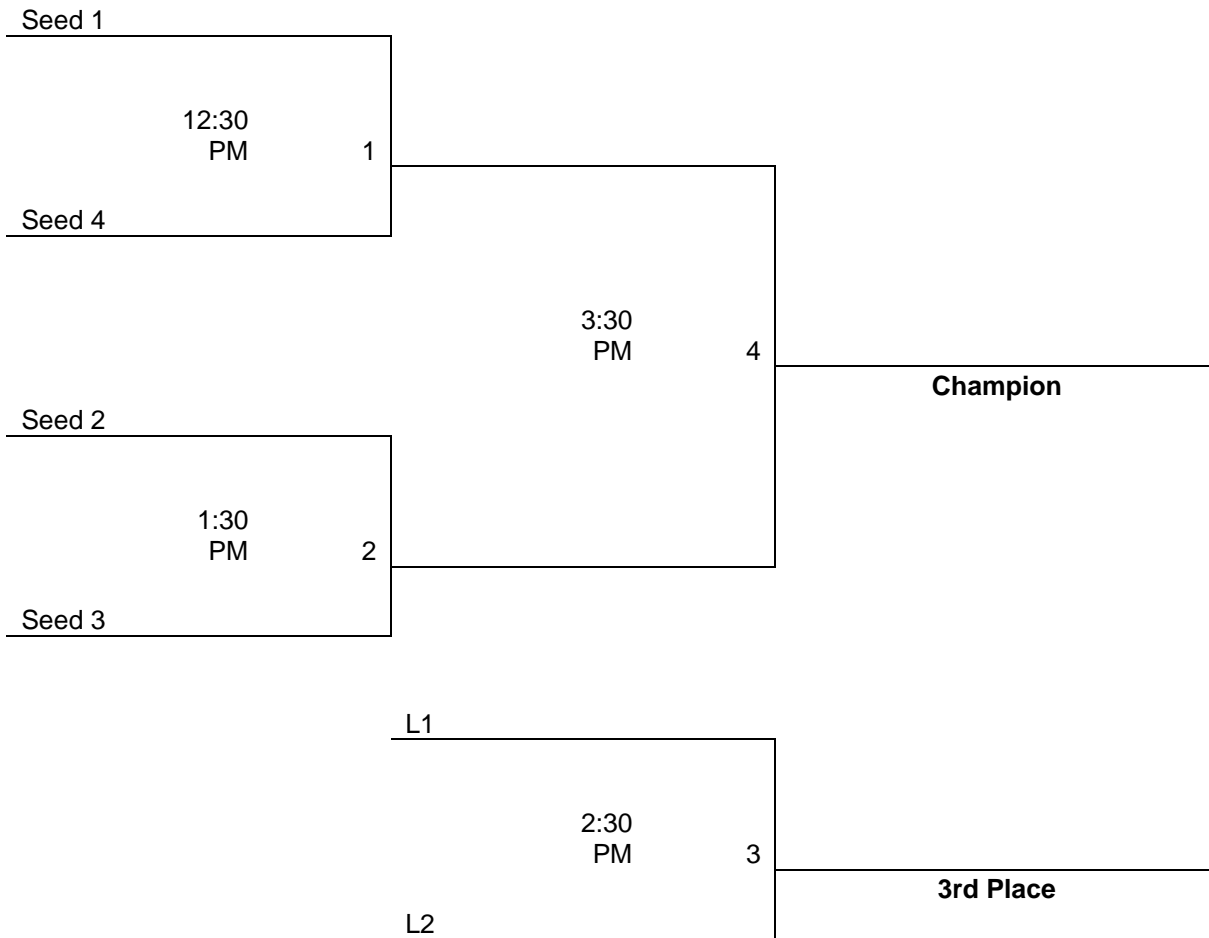 Seed 1
12:30
PM
1
Seed 4
3:30
PM
4
Champion
Seed 2
1:30
PM
2
Seed 3
L1
2:30
PM
3
3rd Place
L2